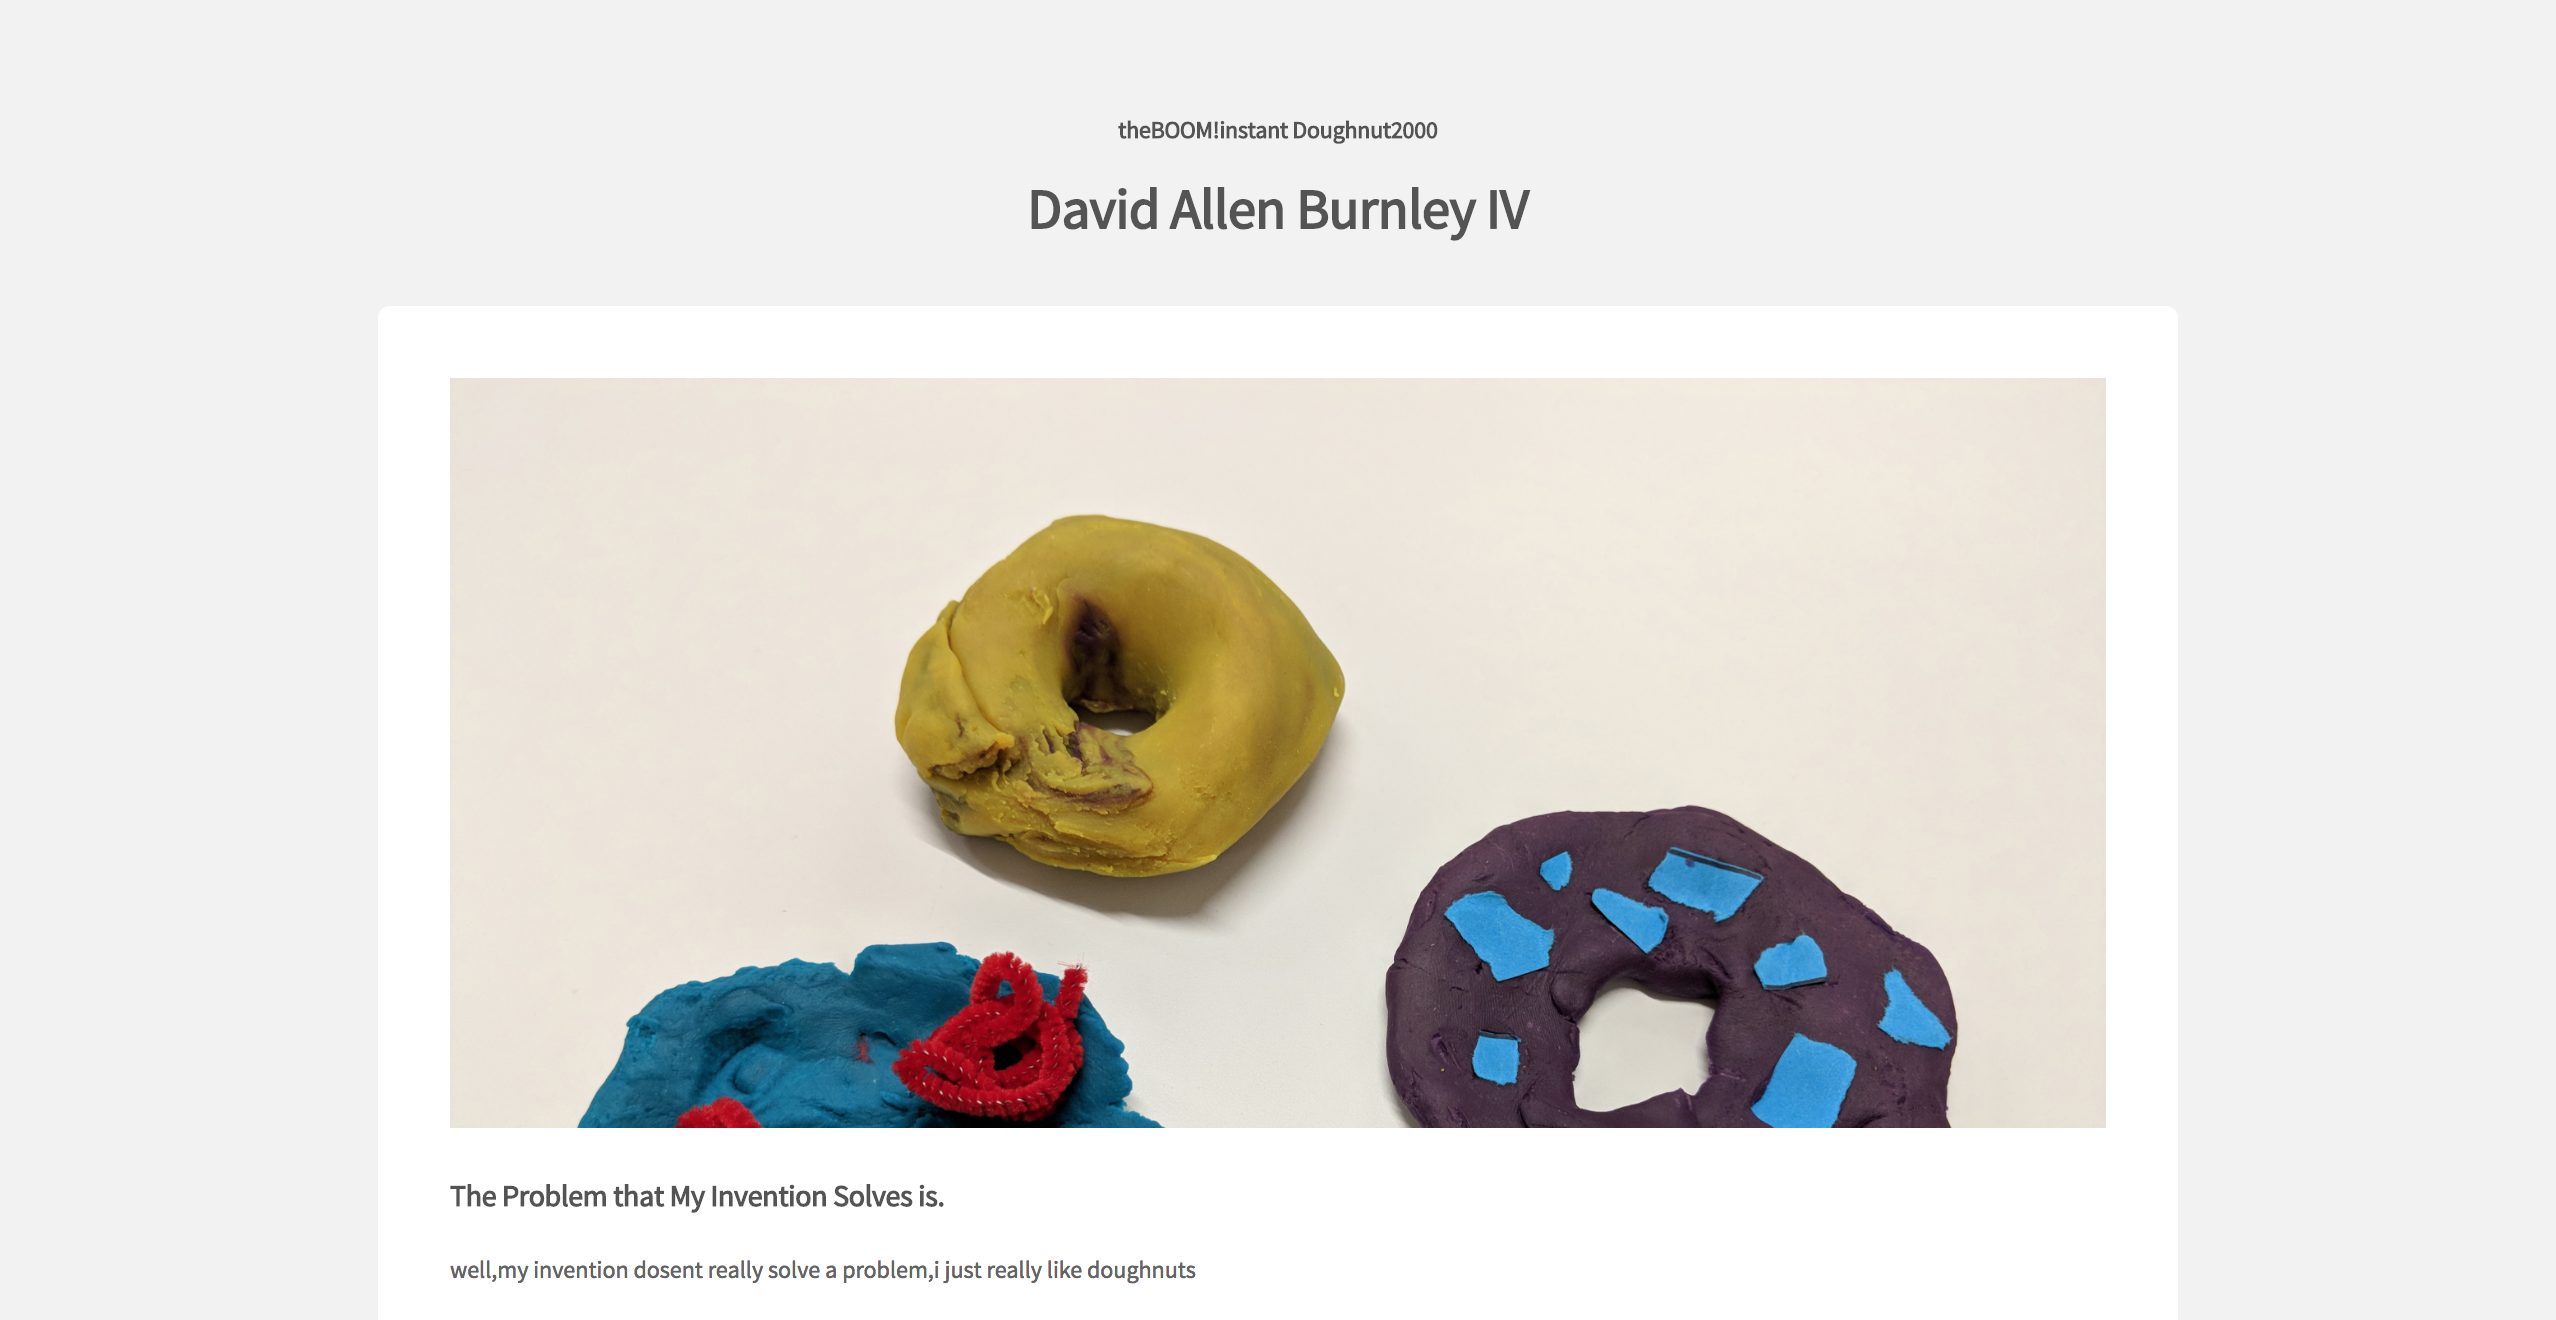 theBOOM!instant Doughnut2000
David Allen Burnley IV
The Problem that My Invention Solves is.
well,my invention dosent really solve a problem,i just really like doughnuts